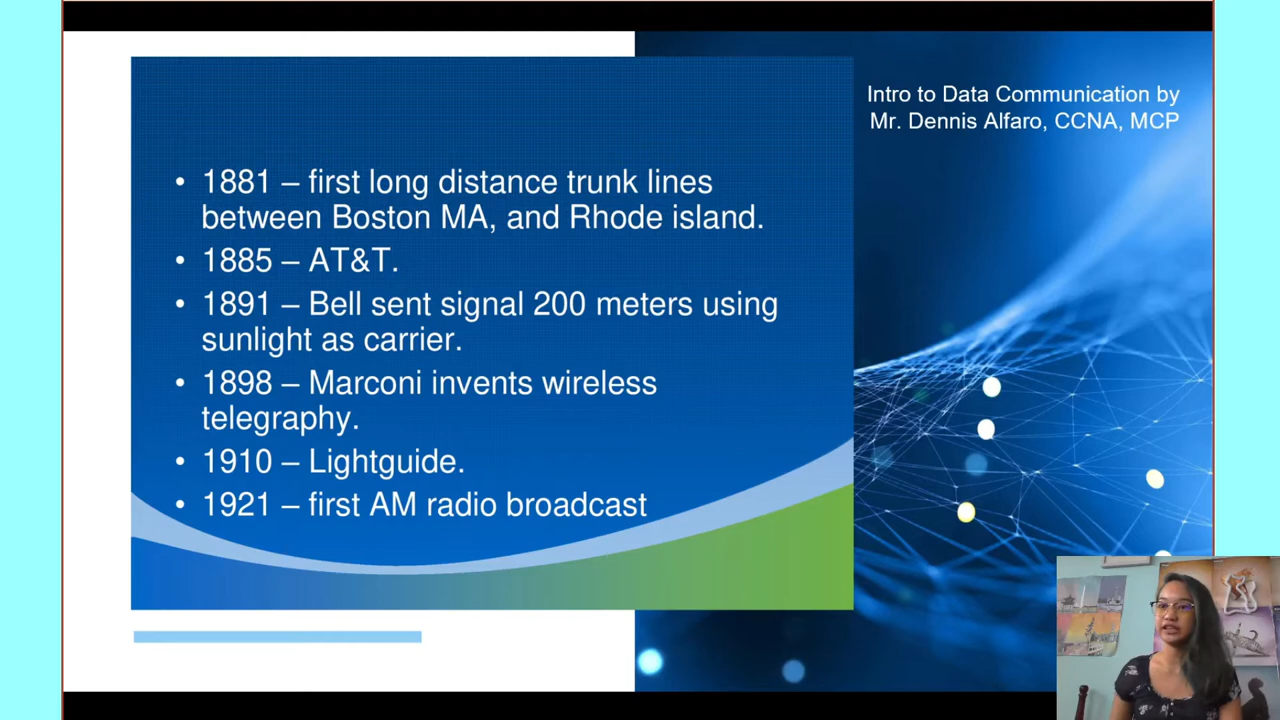 Intro to Data Communication by
Mr. Dennis Alfaro, CCNA, MCP
• 1881 – first long distance trunk lines
between Boston MA, and Rhode island.
• 1885 – AT&T.
• 1891 – Bell sent signal 200 meters using
sunlight as carrier.
• 1898 – Marconi invents wireless
telegraphy.
• 1910 – Lightguide.
• 1921 – first AM radio broadcast